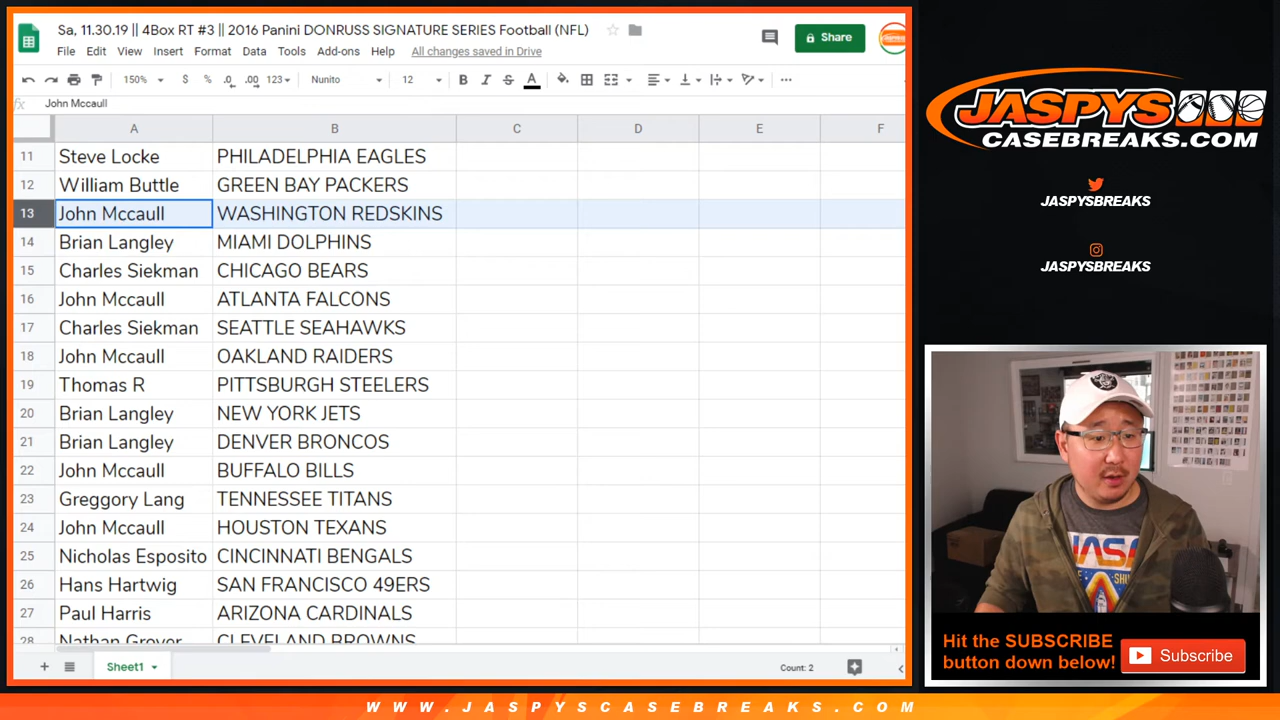 Sa, 11.30.19 || 4Box RT #3 || 2016 Panini DONRUSS SIGNATURE SERIES Football (NFL)
File Edit View Insert Format Data Tools Add-ons Help All changes saved in Drive
Share
150% $ % .0 .00 123 Nunito 12 B I S A
fx John Mccaull
A B C D E F
11 Steve Locke PHILADELPHIA EAGLES
12 William Buttle GREEN BAY PACKERS
13 John Mccaull WASHINGTON REDSKINS
14 Brian Langley MIAMI DOLPHINS
15 Charles Siekman CHICAGO BEARS
16 John Mccaull ATLANTA FALCONS
17 Charles Siekman SEATTLE SEAHAWKS
18 John Mccaull OAKLAND RAIDERS
19 Thomas R PITTSBURGH STEELERS
20 Brian Langley NEW YORK JETS
21 Brian Langley DENVER BRONCOS
22 John Mccaull BUFFALO BILLS
23 Greggory Lang TENNESSEE TITANS
24 John Mccaull HOUSTON TEXANS
25 Nicholas Esposito CINCINNATI BENGALS
26 Hans Hartwig SAN FRANCISCO 49ERS
27 Paul Harris ARIZONA CARDINALS
28 Nathan Grover CLEVELAND BROWNS
Sheet1
Count: 2
JASPYS
CASEBREAKS.COM
JASPYSBREAKS
JASPYSBREAKS
NASA
Hit the SUBSCRIBE
button down below!
Subscribe
WWW.JASPYSCASEBREAKS.COM